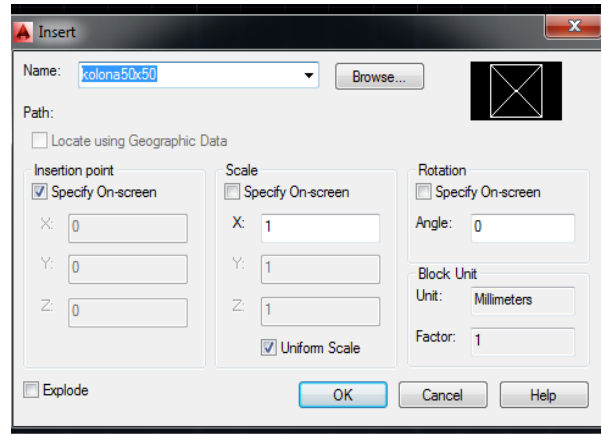 Insert
Name: kolona50x50 Browse...
Path:
Locate using Geographic Data
Insertion point
Specify On-screen
X: 0
Y: 0
Z: 0
Scale
Specify On-screen
X: 1
Y: 1
Z: 1
Uniform Scale
Rotation
Specify On-screen
Angle: 0
Block Unit
Unit: Millimeters
Factor: 1
Explode
OK Cancel Help